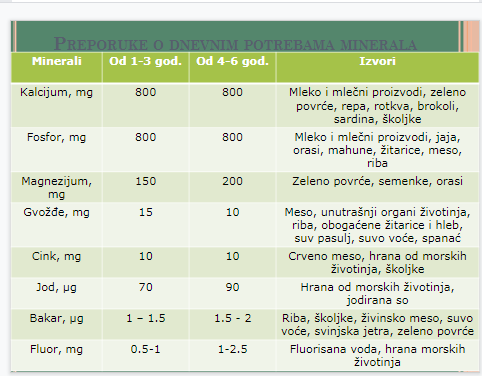 Preporuke o dnevnim potrebama minerala
Minerali Od 1-3 god. Od 4-6 god. Izvori
Kalcijum, mg 800 800 Mleko i mlečni proizvodi, zeleno
povrće, repa, rotkva, brokoli,
sardina, školjke
Fosfor, mg 800 800 Mleko i mlečni proizvodi, jaja,
orasi, mahune, žitarice, meso,
riba
Magnezijum, 150 200 Zeleno povrće, semenke, orasi
mg
Gvožđe, mg 15 10 Meso, unutrašnji organi životinja,
riba, obogaćene žitarice i hleb,
suv pasulj, suvo voće, spanać
Cink, mg 10 10 Crveno meso, hrana od morskih
životinja, školjke
Jod, µg 70 90 Hrana od morskih životinja,
jodirana so
Bakar, µg 1 – 1.5 1.5 - 2 Riba, školjke, živinsko meso, suvo
voće, svinjska jetra, zeleno povrće
Fluor, mg 0.5-1 1-2.5 Fluorisana voda, hrana morskih
životinja